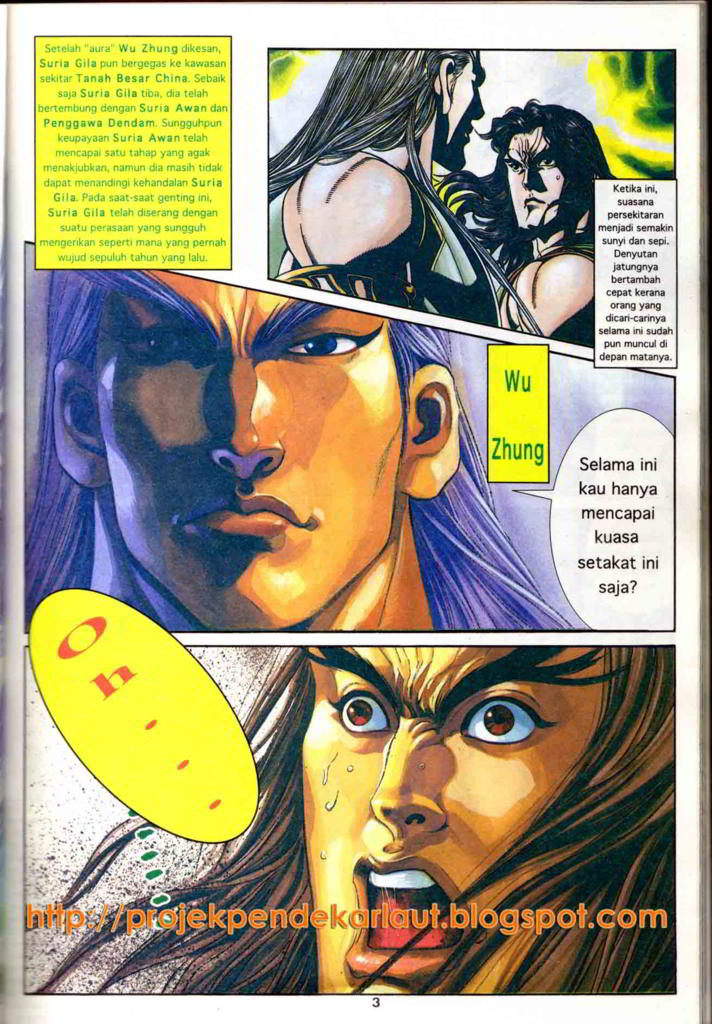 Setelah "aura" Wu Zhung dikesan,
Suria Gila pun bergegas ke kawasan
sekitar Tanah Besar China. Sebaik
saja Suria Gila tiba, dia telah
bertembung dengan Suria Awan dan
Penggawa Dendam. Sungguhpun
keupayaan Suria Awan telah
mencapai satu tahap yang agak
menakjubkan, namun dia masih tidak
dapat menandingi kehandalan Suria
Gila. Pada saat-saat genting ini,
Suria Gila telah diserang dengan
suatu perasaan yang sungguh
mengerikan seperti mana yang pernah
wujud sepuluh tahun yang lalu.
Ketika ini,
suasana
persekitaran
menjadi semakin
sunyi dan sepi.
Denyutan
jatungnya
bertambah
cepat kerana
orang yang
dicari-carinya
selama ini sudah
pun muncul di
depan matanya.
Wu
Zhung
Selama ini
kau hanya
mencapai
kuasa
setakat ini
saja?
Oh...
http://projekpendekarlaut.blogspot.com
3